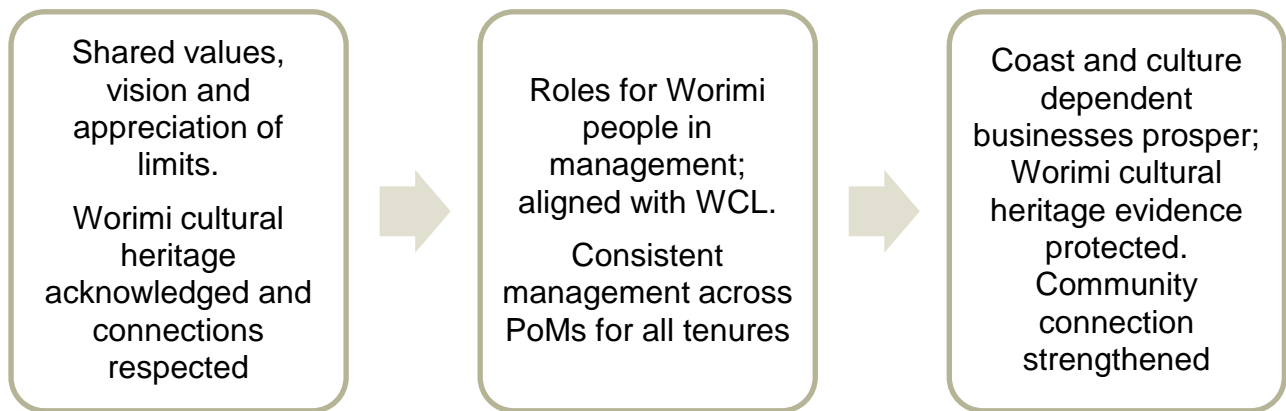 Shared values,
vision and
appreciation of
limits.
Worimi cultural
heritage
acknowledged and
connections
respected
Roles for Worimi
people in
management;
aligned with WCL.
Consistent
management across
PoMs for all tenures
Coast and culture
dependent
businesses prosper;
Worimi cultural
heritage evidence
protected.
Community
connection
strengthened